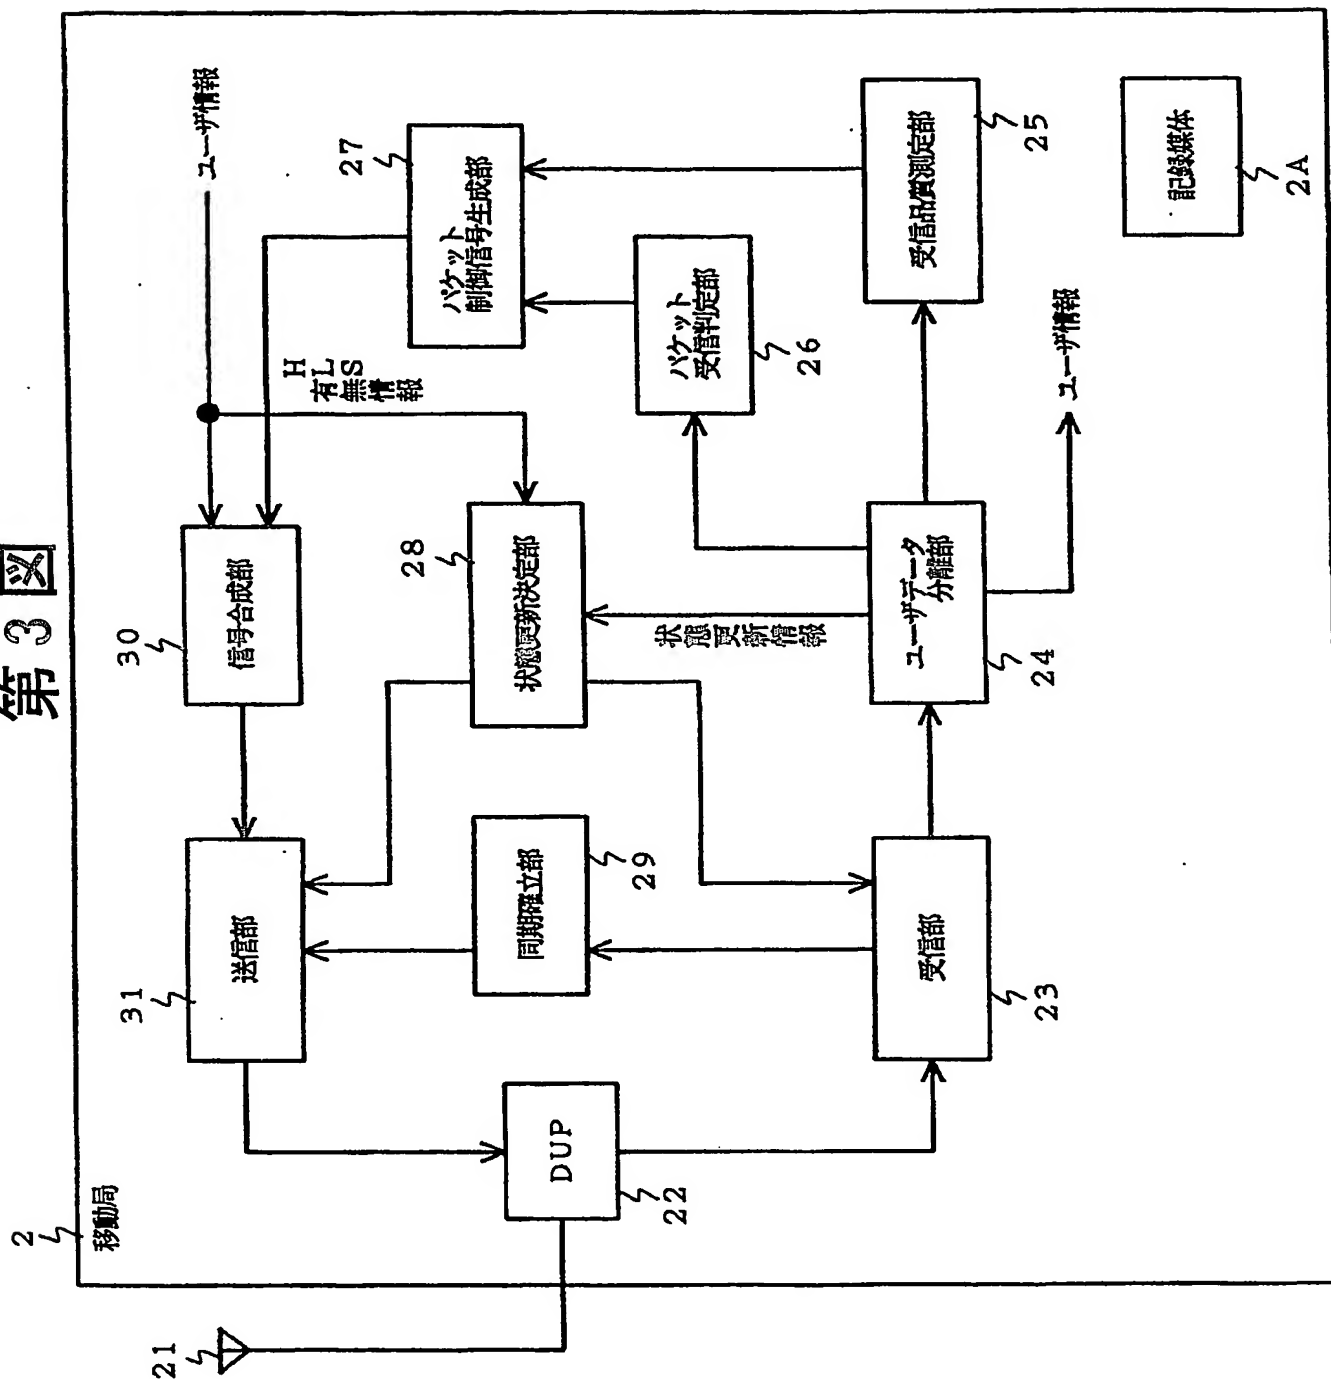 第3図
2
移動局
21
31
送信部
30
信号合成部
ユーザ情報
HLS
有無情報
パケット
制御信号生成部
27
DUP
22
同期確立部
29
28
状態更新決定部
状態更新情報
パケット
受信判定部
26
受信部
23
ユーザデータ
分離部
24
受信品質測定部
25
ユーザ情報
記録媒体
2A